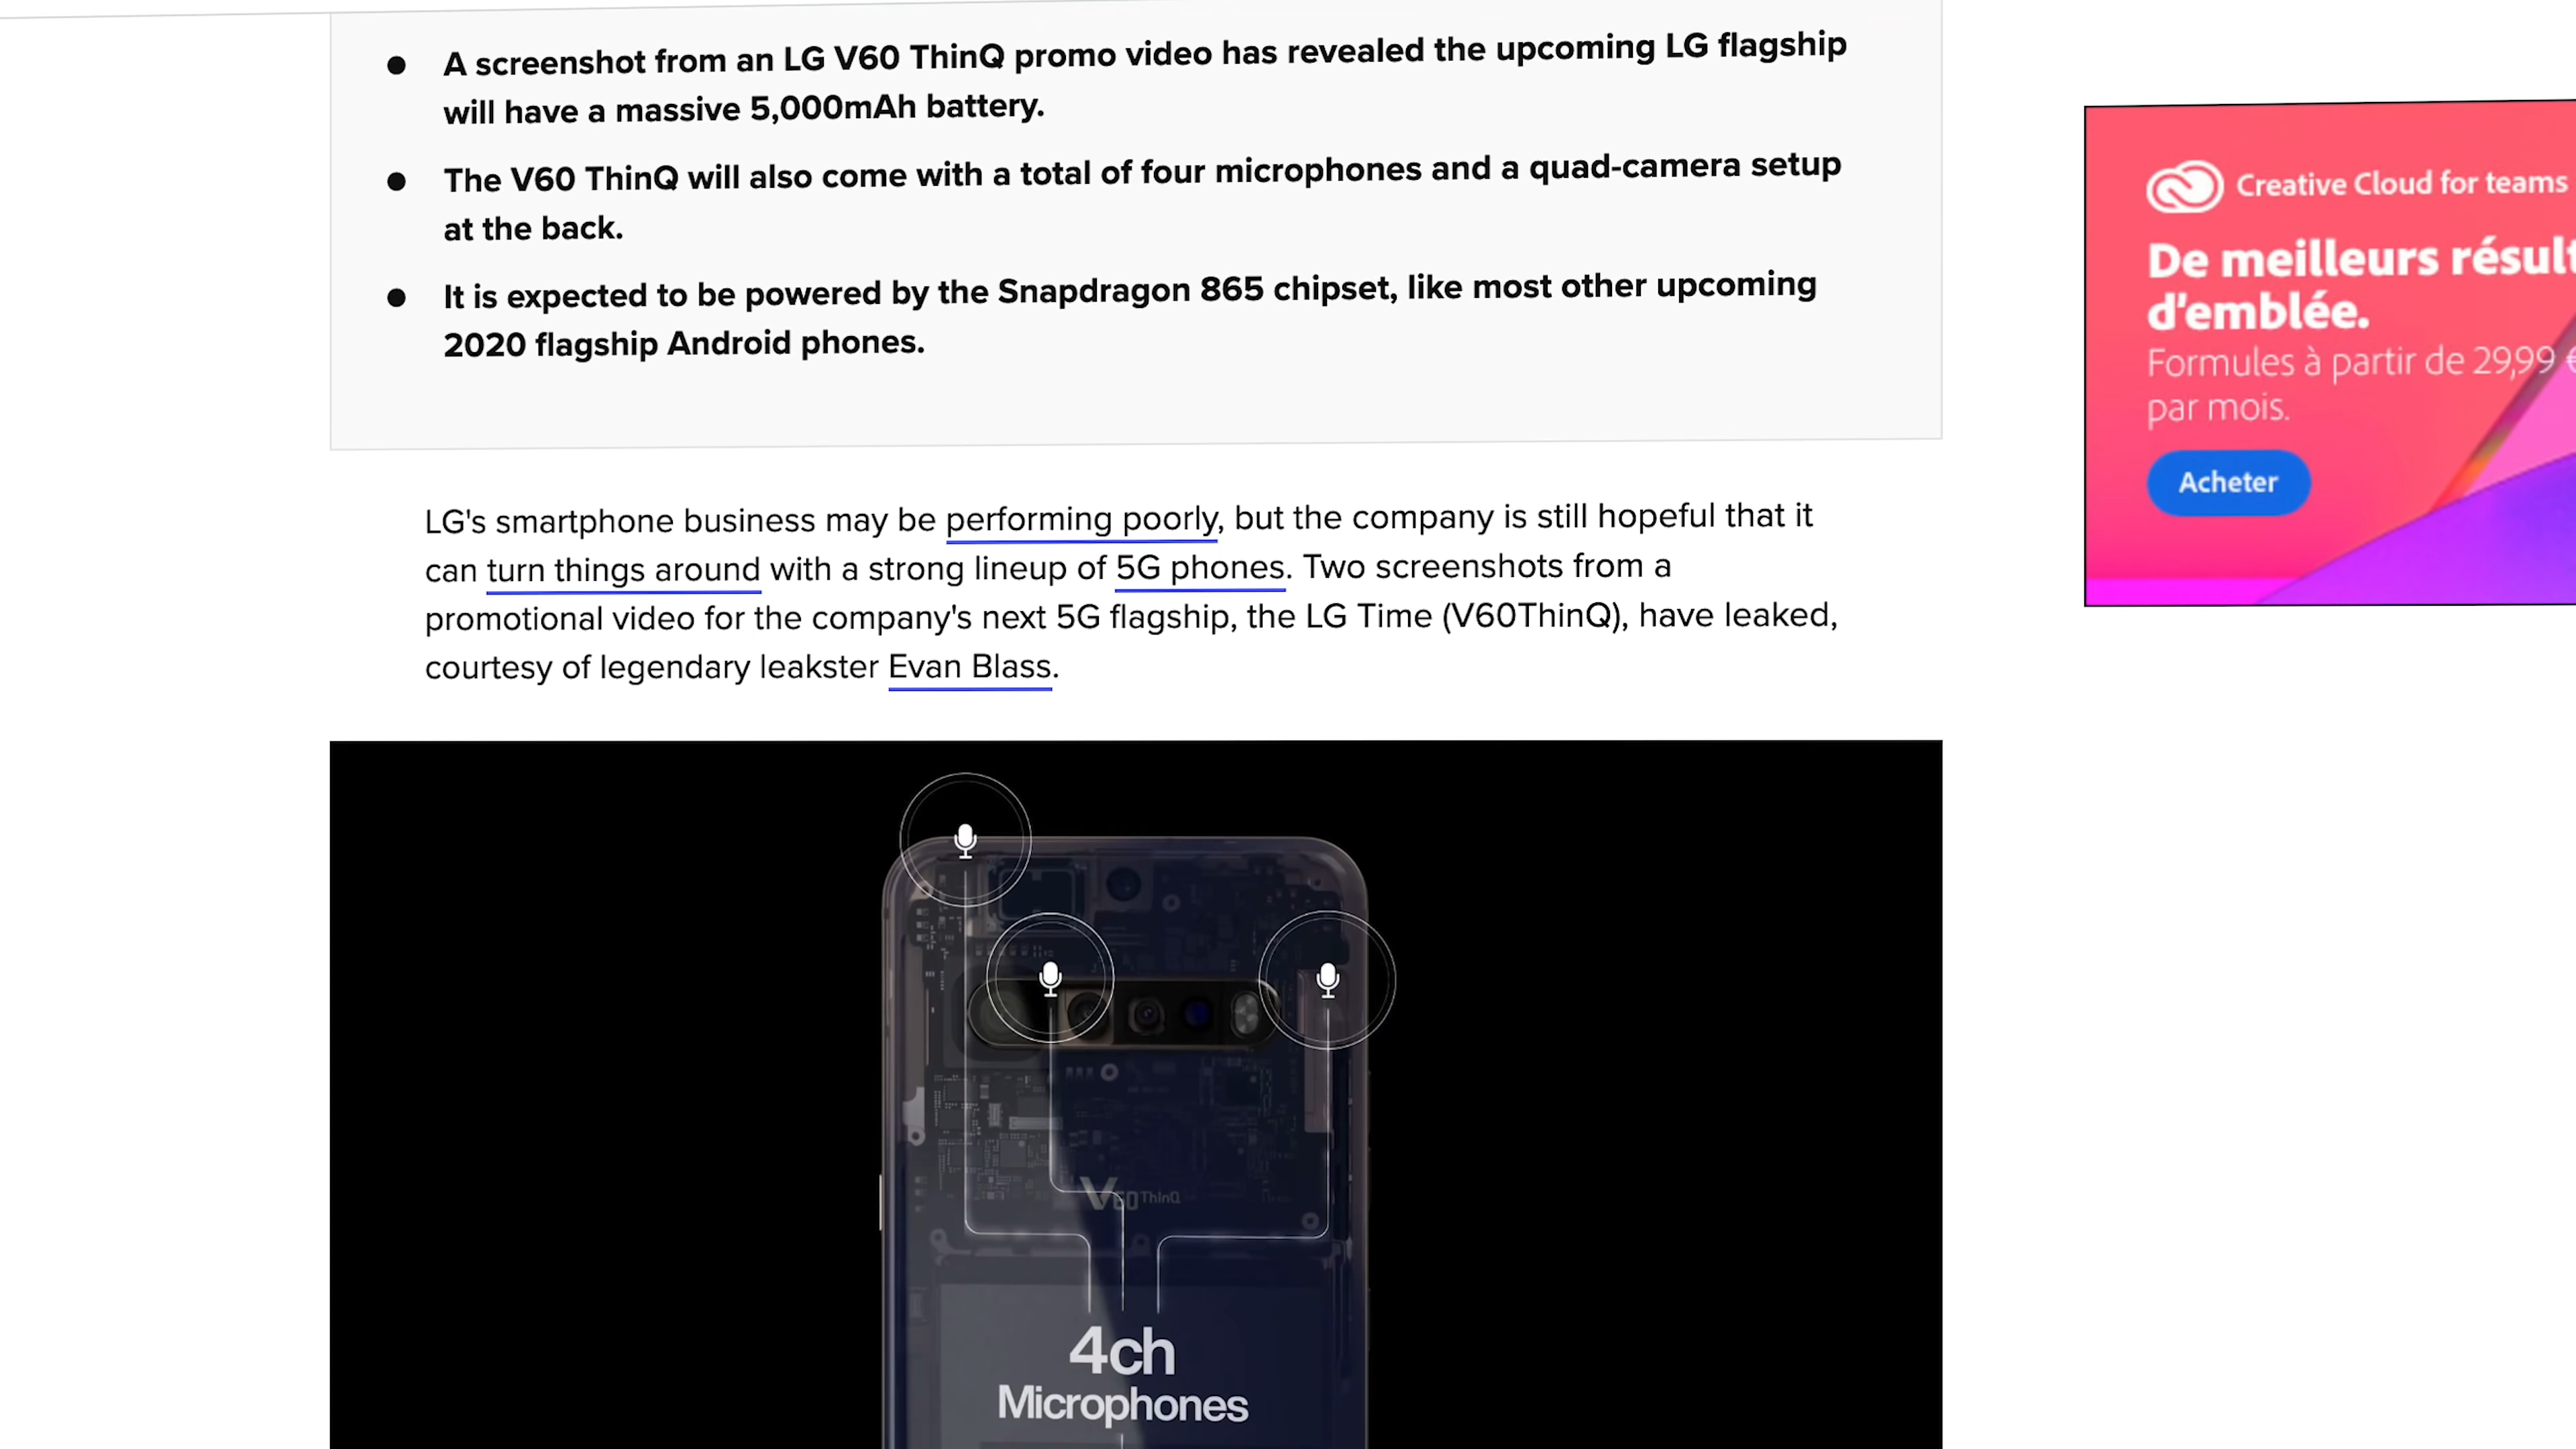 A screenshot from an LG V60 ThinQ promo video has revealed the upcoming LG flagship
will have a massive 5,000mAh battery.
The V60 ThinQ will also come with a total of four microphones and a quad-camera setup
at the back.
It is expected to be powered by the Snapdragon 865 chipset, like most other upcoming
2020 flagship Android phones.
LG's smartphone business may be performing poorly, but the company is still hopeful that it
can turn things around with a strong lineup of 5G phones. Two screenshots from a
promotional video for the company's next 5G flagship, the LG Time (V60ThinQ), have leaked,
courtesy of legendary leakster Evan Blass.
Creative Cloud for teams
De meilleurs résult
d'emblée.
Formules à partir de 29,99 €
par mois.
Acheter
V60 ThinQ
4ch
Microphones